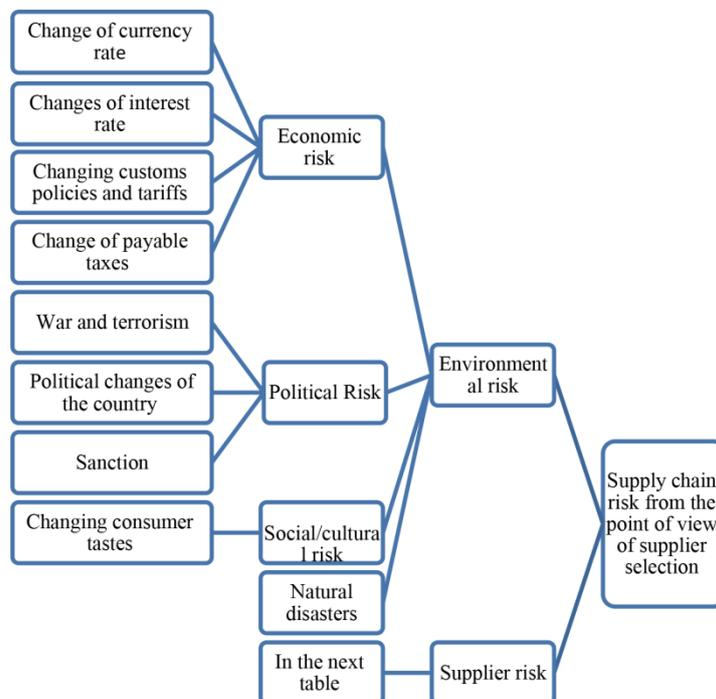 Change of currency
rate
Changes of interest
rate
Changing customs
policies and tariffs
Change of payable
taxes
War and terrorism
Political changes of
the country
Sanction
Changing consumer
tastes
Economic
risk
Political Risk
Social/cultura
l risk
Natural
disasters
In the next
table
Environment
al risk
Supplier risk
Supply chain
risk from the
point of view
of supplier
selection